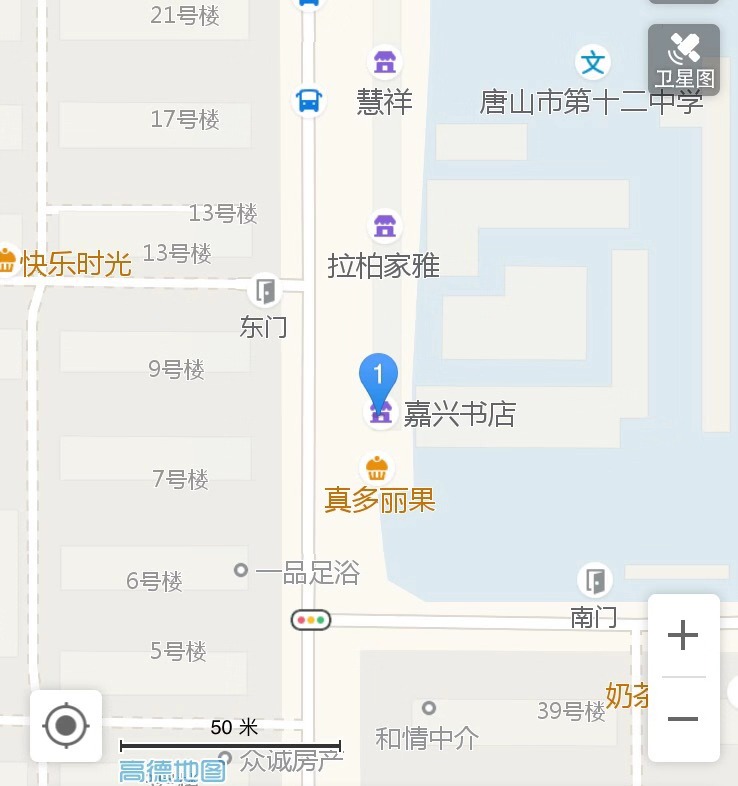 21号楼
慧祥
卫星图
唐山市第十二中学
17号楼
13号楼
13号楼
快乐时光
拉柏家雅
东门
9号楼
1
嘉兴书店
7号楼
真多丽果
6号楼
一品足浴
南门
5号楼
奶茶
39号楼
50 米
和情中介
众诚房产
高德地图